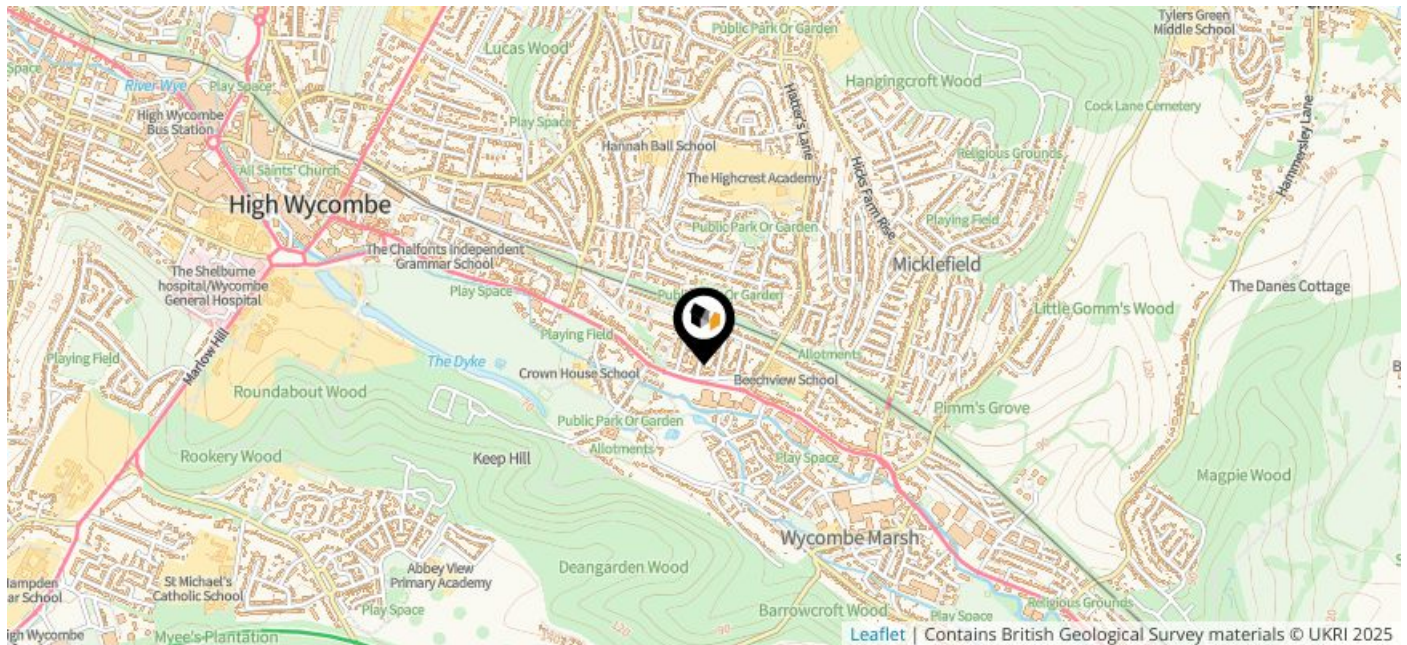 Tylers Green
Middle School
Public Park Or Garden
Lucas Wood
Space
River Wye
Play Space
Hangingcroft Wood
Cock Lane Cemetery
High Wycombe
Bus Station
Play Space
Hatter's Lane
Hammersley Lane
Hannah Ball School
Religious Grounds
All Saints' Church
The Highcrest Academy
Hicks Farm Rise
High Wycombe
Playing Field
Public Park Or Garden
The Chalfonts Independent
Grammar School
Micklefield
The Shelburne
hospital/Wycombe
General Hospital
Play Space
The Danes Cottage
Little Gomm's Wood
Playing Field
Marlow Hill
Playing Field
The Dyke
Allotments
Crown House School
Beechview School
Roundabout Wood
Pimm's Grove
Public Park Or Garden
Allotments
Rookery Wood
Keep Hill
Play Space
Magpie Wood
Wycombe Marsh
Deangarden Wood
Abbey View
Primary Academy
St Michael's
Catholic School
Play Space
Barrowcroft Wood
Religious Grounds
Play Space
Myee's Plantation
Leaflet | Contains British Geological Survey materials © UKRI 2025